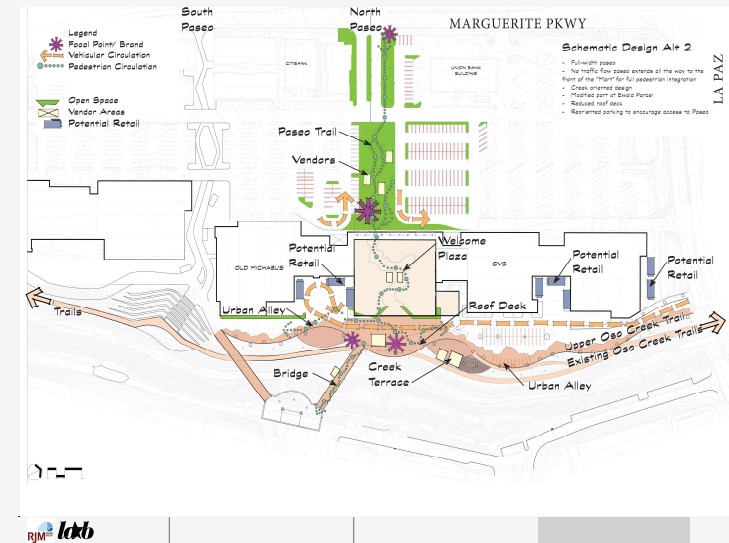 South
Paseo
North
Paseo
MARGUERITE PKWY
LA PAZ
Legend
Focal Point/ Brand
Vehicular Circulation
Pedestrian Circulation
Open Space
Vendor Areas
Potential Retail
CITIBANK
UNION BANK
BUILDING
Schematic Design Alt 2
- Full-width paseo
- No traffic flow paseo extends all the way to the
front of the "Mart" for full pedestrian integration
- Creek oriented design
- Modified part of Ewald Parcel
- Reduced roof deck
- Reoriented parking to encourage access to Paseo
Paseo Trail
Vendors
Welcome
Plaza
Potential
Retail
OLD MICHAEL'S
CVS
Potential
Retail
Potential
Retail
Trails
Urban Alley
Roof Deck
Upper Oso Creek Trail
Existing Oso Creek Trails
Bridge
Creek
Terrace
Urban Alley
RJM